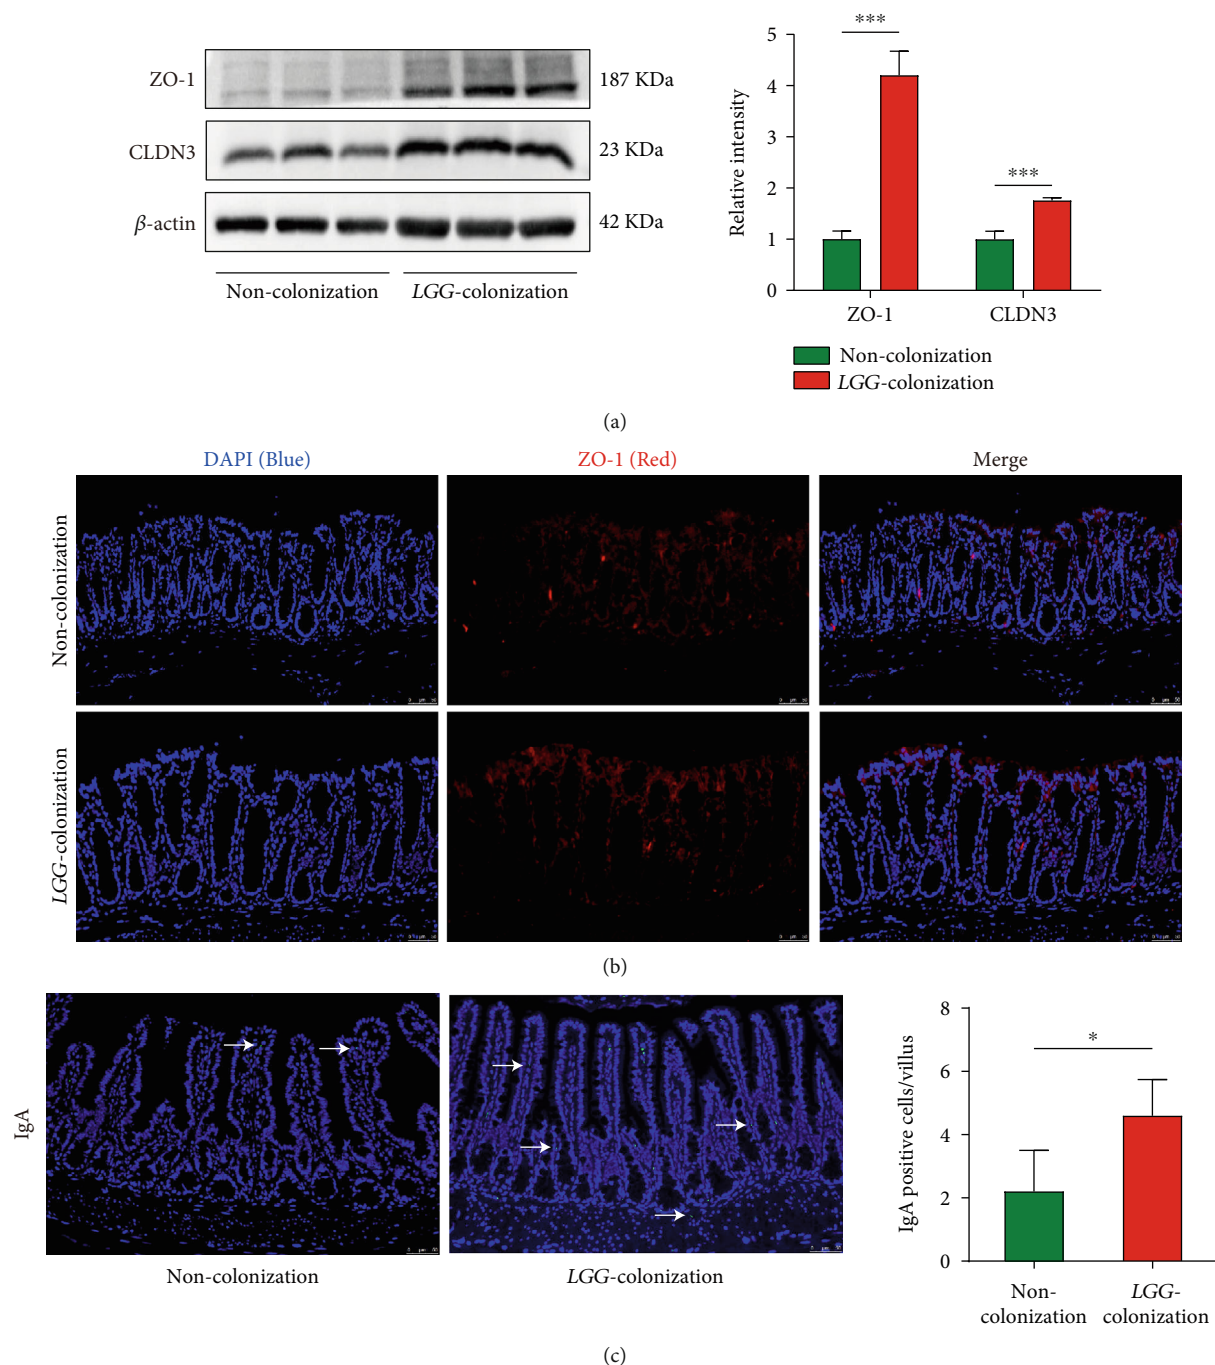 ZO-1
187 KDa
CLDN3
23 KDa
β-actin
42 KDa
Non-colonization
LGG-colonization
Relative intensity
5
4
3
2
1
0
***
***
ZO-1
CLDN3
Non-colonization
LGG-colonization
(a)
DAPI (Blue)
ZO-1 (Red)
Merge
Non-colonization
LGG-colonization
(b)
IgA
Non-colonization
LGG-colonization
IgA positive cells/villus
8
6
4
2
0
*
Non-
colonization
LGG-
colonization
(c)